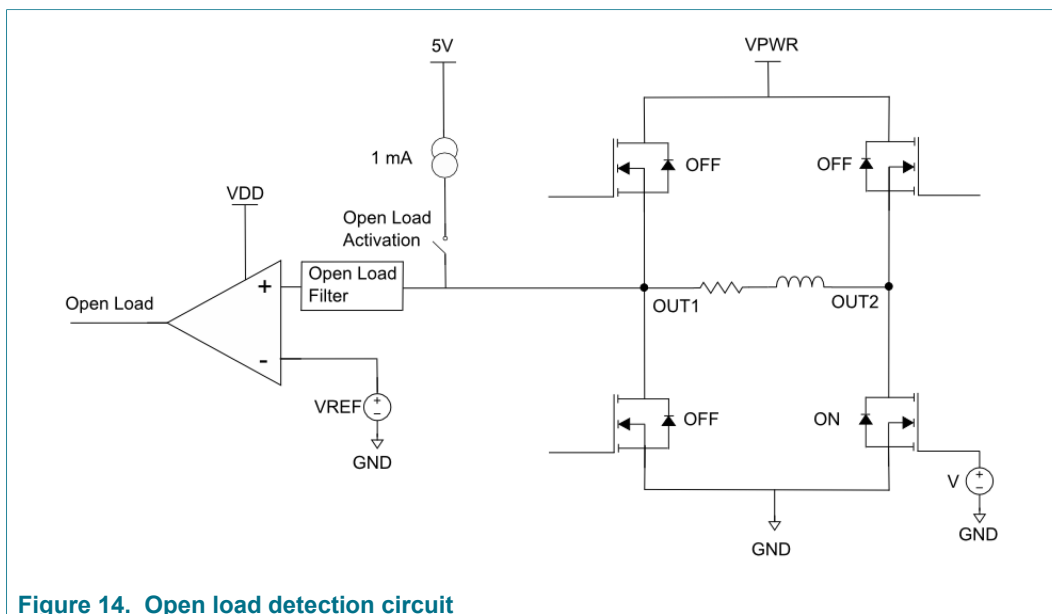 5V
VPWR
1 mA
OFF
OFF
VDD
Open Load
Activation
+
Open Load
Filter
Open Load
OUT1
OUT2
-
VREF
+
-
GND
OFF
ON
V
+
-
GND
GND
Figure 14. Open load detection circuit